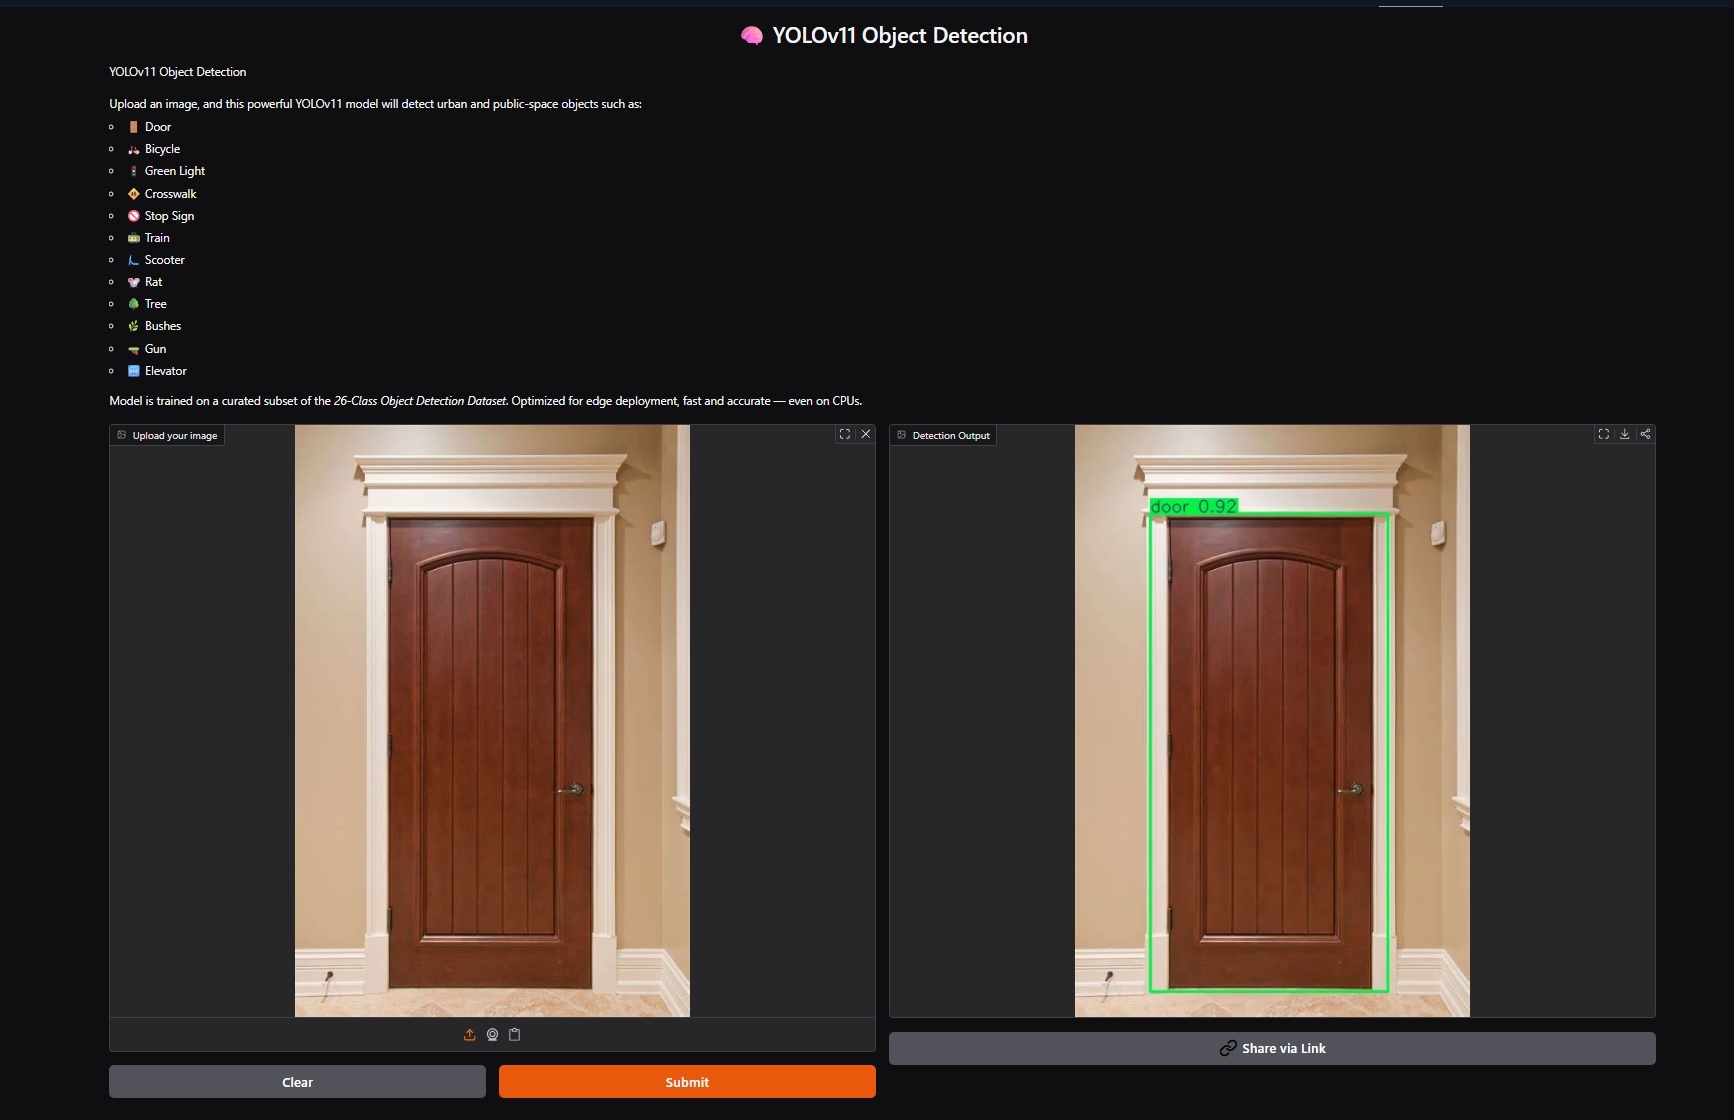 🧠 YOLOv11 Object Detection
YOLOv11 Object Detection
Upload an image, and this powerful YOLOv11 model will detect urban and public-space objects such as:
🚪 Door
🚲 Bicycle
🚦 Green Light
🚸 Crosswalk
🚫 Stop Sign
🚋 Train
🛴 Scooter
🐭 Rat
🌳 Tree
🌿 Bushes
🔫 Gun
🛗 Elevator
Model is trained on a curated subset of the 26-Class Object Detection Dataset. Optimized for edge deployment, fast and accurate — even on CPUs.
Upload your image
Detection Output
door 0.92
Share via Link
Clear
Submit